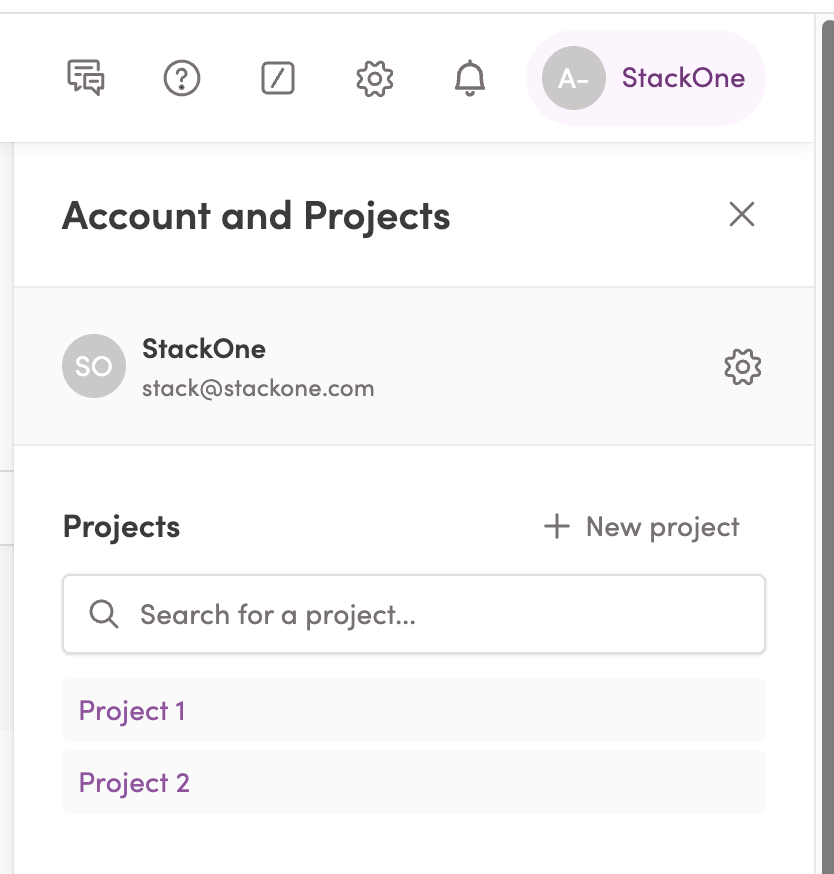 A- StackOne
Account and Projects
SO
StackOne
stack@stackone.com
Projects
New project
Search for a project...
Project 1
Project 2